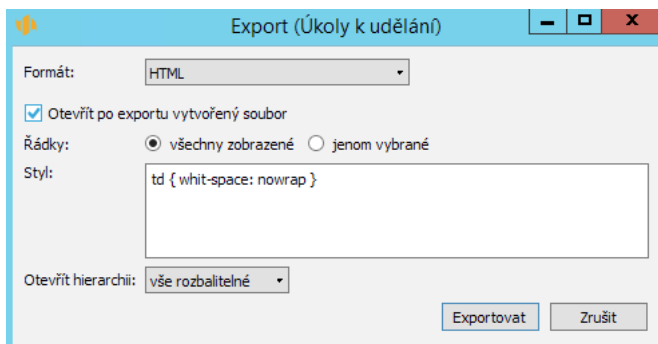 Export (Úkoly k udělání)
Formát: HTML
Otevřít po exportu vytvořený soubor
Řádky: všechny zobrazené jenom vybrané
Styl: td { whit-space: nowrap }
Otevřít hierarchii: vše rozbalitelné
Exportovat Zrušit